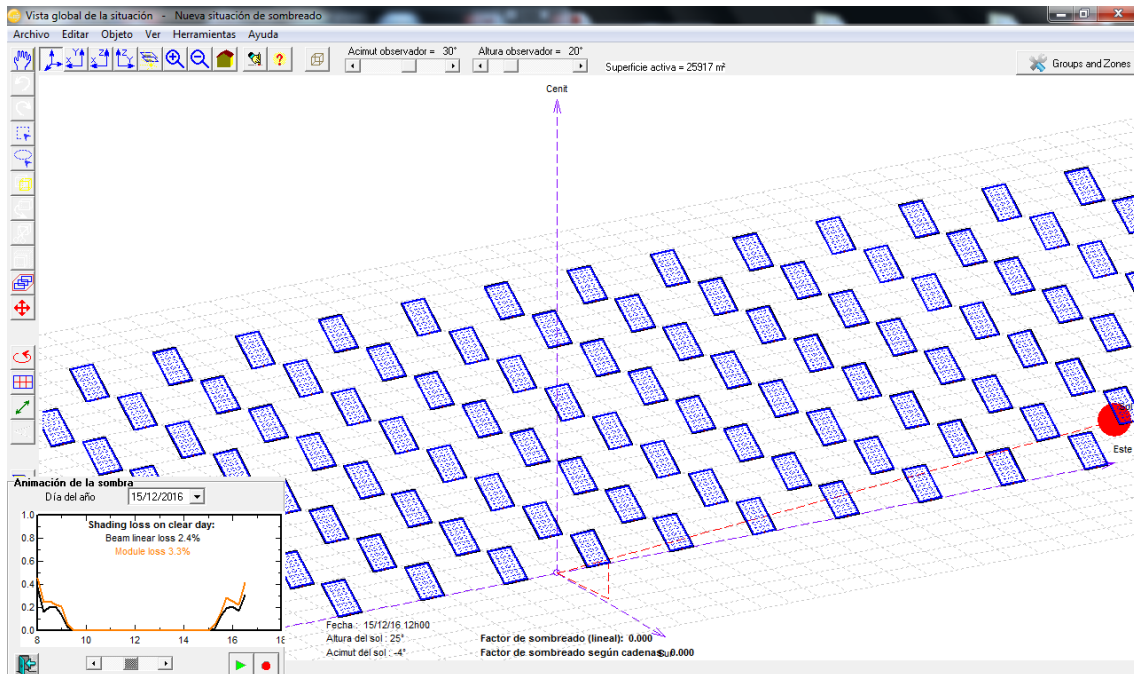 Vista global de la situación - Nueva situación de sombreado
Archivo Editar Objeto Ver Herramientas Ayuda
Acimut observador = 30° Altura observador = 20°
Superficie activa = 25917 m²
Groups and Zones
Cenit
Sol
Este
Animación de la sombra
Día del año 15/12/2016
1.0
Shading loss on clear day:
Beam linear loss 2.4%
0.8
Module loss 3.3%
0.6
0.4
0.2
0.0
8 10 12 14 16 18
Fecha : 15/12/16 12h00
Altura del sol : 25° Factor de sombreado (lineal): 0.000
Acimut del sol : -4° Factor de sombreado según cadenas: 0.000
Sur